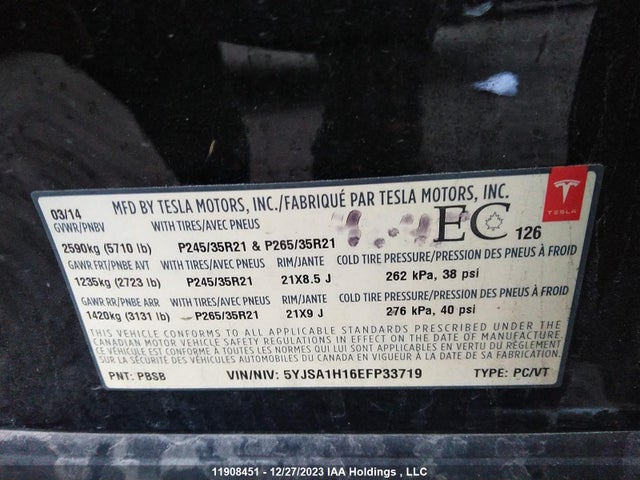 03/14 MFD BY TESLA MOTORS, INC./FABRIQUÉ PAR TESLA MOTORS, INC.
GVWR/PNBV WITH TIRES/AVEC PNEUS
2590kg (5710 lb) P245/35R21 & P265/35R21 EC 126
TESLA
GAWR FRT/PNBE AVT WITH TIRES/AVEC PNEUS RIM/JANTE COLD TIRE PRESSURE/PRESSION DES PNEUS À FROID
1235kg (2723 lb) P245/35R21 21X8.5 J 262 kPa, 38 psi
GAWR RR/PNBE ARR WITH TIRES/AVEC PNEUS RIM/JANTE COLD TIRE PRESSURE/PRESSION DES PNEUS À FROID
1420kg (3131 lb) P265/35R21 21X9 J 276 kPa, 40 psi
THIS VEHICLE CONFORMS TO ALL APPLICABLE STANDARDS PRESCRIBED UNDER THE
CANADIAN MOTOR VEHICLE SAFETY REGULATIONS IN EFFECT ON THE DATE OF MANUFACTURE.
CE VÉHICULE EST CONFORME À TOUTES LES NORMES QUI LUI SONT APPLICABLES EN VERTU DU RÈGLEMENT
SUR LA SÉCURITÉ DES VÉHICULES AUTOMOBILES DU CANADA EN VIGUEUR À LA DATE DE SA FABRICATION.
PNT: PBSB VIN/NIV: 5YJSA1H16EFP33719 TYPE: PC/VT
11908451 - 12/27/2023 IAA Holdings , LLC